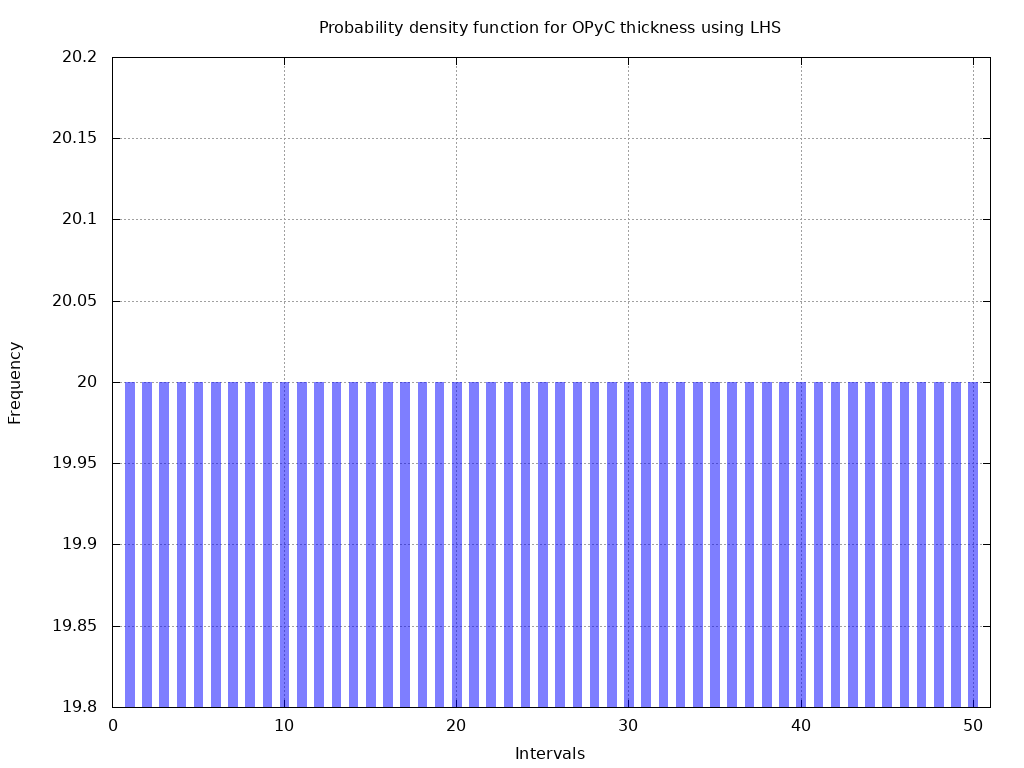 Probability density function for OPyC thickness using LHS
20.2
20.15
20.1
20.05
20
19.95
19.9
19.85
19.8
Frequency
0 10 20 30 40 50
Intervals